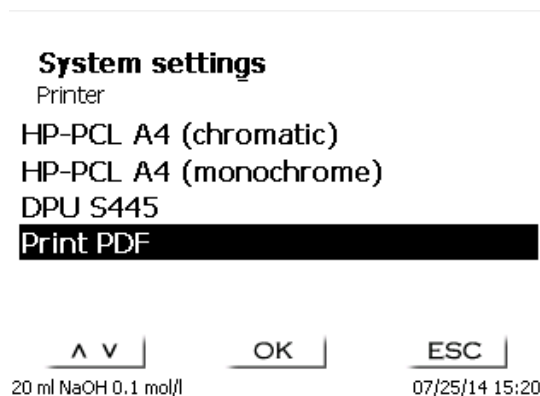 System settings
Printer
HP-PCL A4 (chromatic)
HP-PCL A4 (monochrome)
DPU S445
Print PDF
∧ ∨ OK ESC
20 ml NaOH 0.1 mol/l 07/25/14 15:20